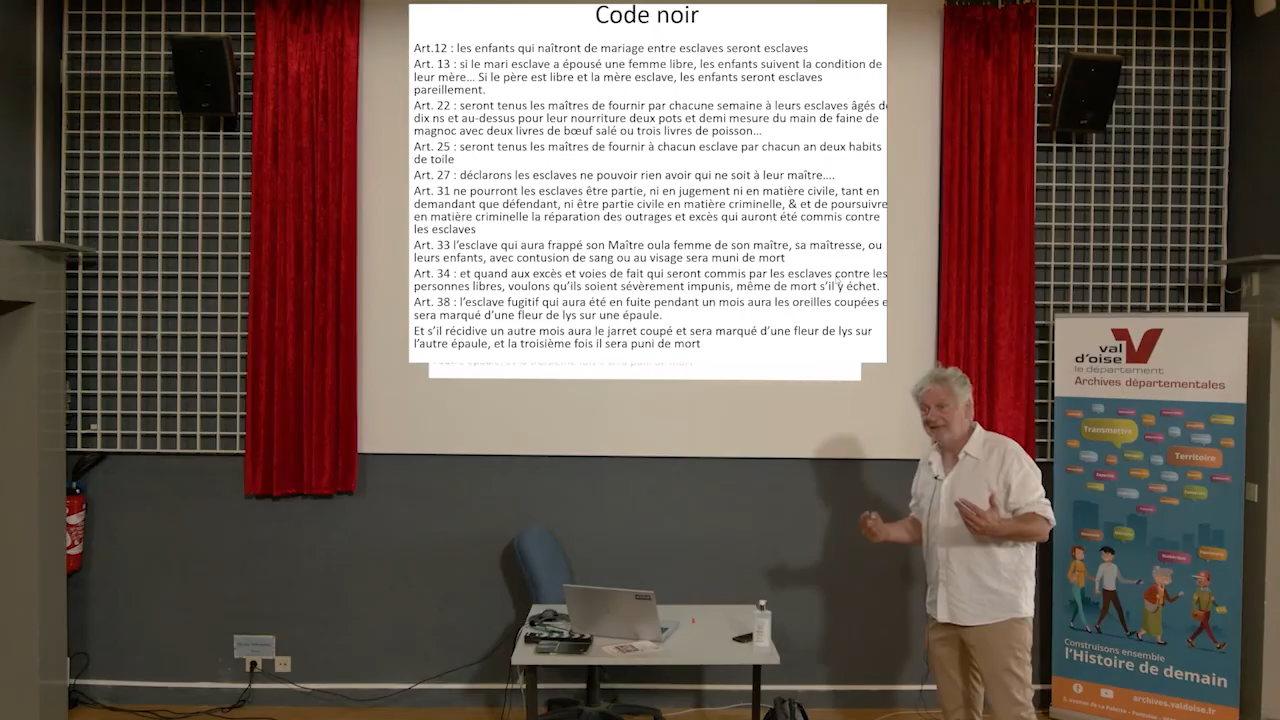 Code noir
Art.12 : les enfants qui naîtront de mariage entre esclaves seront esclaves
Art. 13 : si le mari esclave a épousé une femme libre, les enfants suivent la condition de
leur mère... Si le père est libre et la mère esclave, les enfants seront esclaves
pareillement.
Art. 22 : seront tenus les maîtres de fournir par chacune semaine à leurs esclaves âgés de
dix ns et au-dessus pour leur nourriture deux pots et demi mesure du main de faine de
magnoc avec deux livres de bœuf salé ou trois livres de poisson...
Art. 25 : seront tenus les maîtres de fournir à chacun esclave par chacun an deux habits
de toile
Art. 27 : déclarons les esclaves ne pouvoir rien avoir qui ne soit à leur maître....
Art. 31 ne pourront les esclaves être partie, ni en jugement ni en matière civile, tant en
demandant que défendant, ni être partie civile en matière criminelle, & et de poursuivre
en matière criminelle la réparation des outrages et excès qui auront été commis contre
les esclaves
Art. 33 l'esclave qui aura frappé son Maître oula femme de son maître, sa maîtresse, ou
leurs enfants, avec contusion de sang ou au visage sera muni de mort
Art. 34 : et quand aux excès et voies de fait qui seront commis par les esclaves contre les
personnes libres, voulons qu'ils soient sévèrement impunis, même de mort s'il y échet.
Art. 38 : l'esclave fugitif qui aura été en fuite pendant un mois aura les oreilles coupées e
sera marqué d'une fleur de lys sur une épaule.
Et s'il récidive un autre mois aura le jarret coupé et sera marqué d'une fleur de lys sur
l'autre épaule, et la troisième fois il sera puni de mort
val
d'oise
le département
Archives départementales
Transmettre
Territoire
Construisons ensemble
l'Histoire de demain
archives.valdoise.fr